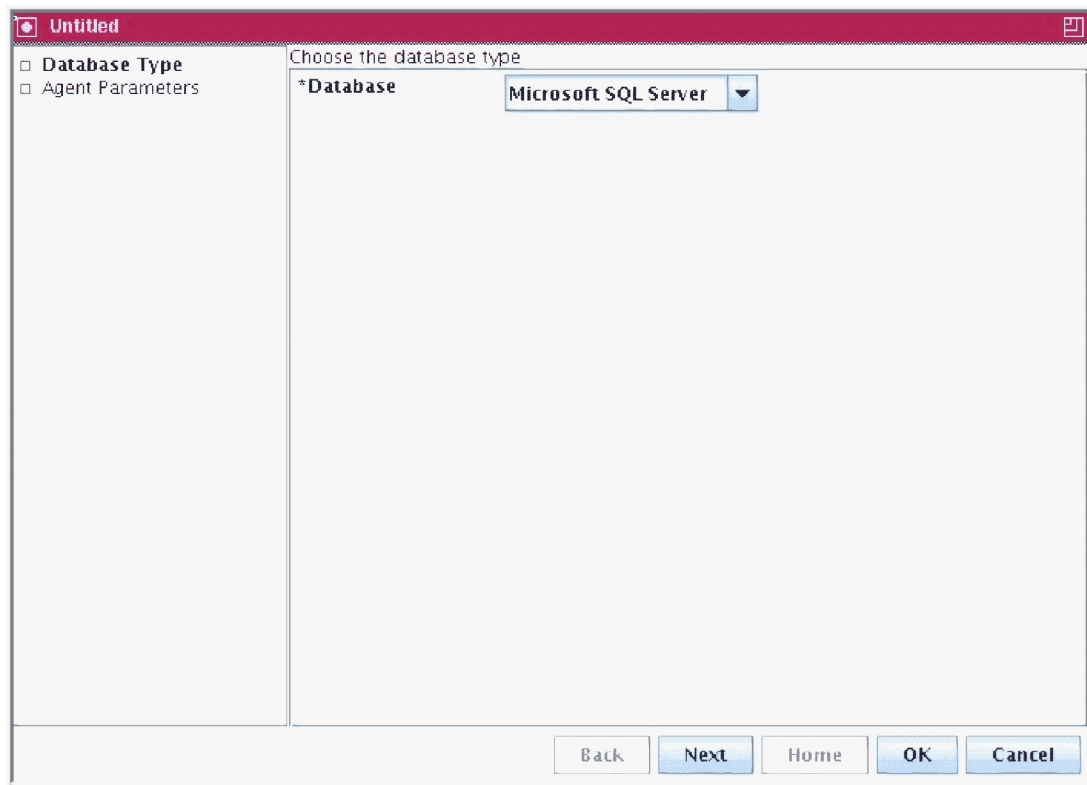 Untitled
Database Type
Agent Parameters
Choose the database type
*Database
Microsoft SQL Server
Back
Next
Home
OK
Cancel